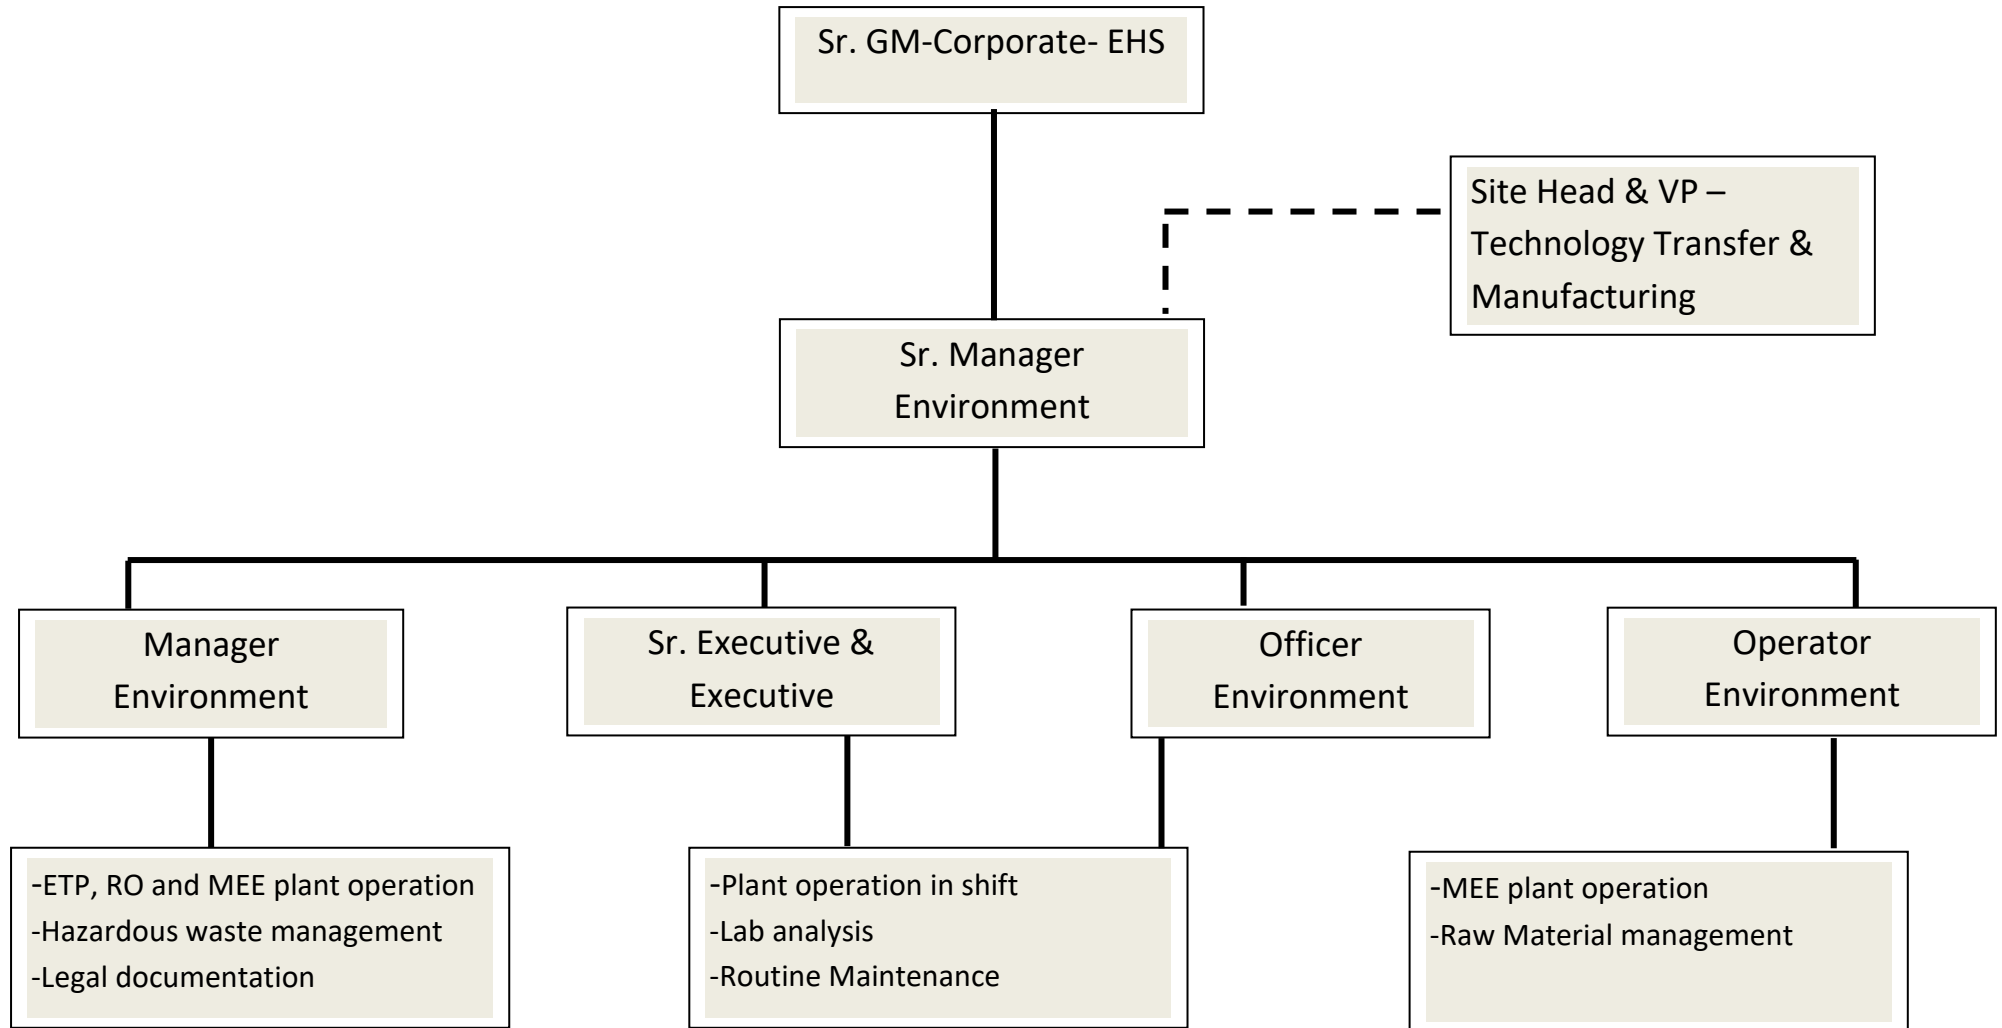 Sr. GM-Corporate- EHS
Site Head & VP –
Technology Transfer &
Manufacturing
Sr. Manager
Environment
Manager
Environment
Sr. Executive &
Executive
Officer
Environment
Operator
Environment
-ETP, RO and MEE plant operation
-Hazardous waste management
-Legal documentation
-Plant operation in shift
-Lab analysis
-Routine Maintenance
-MEE plant operation
-Raw Material management